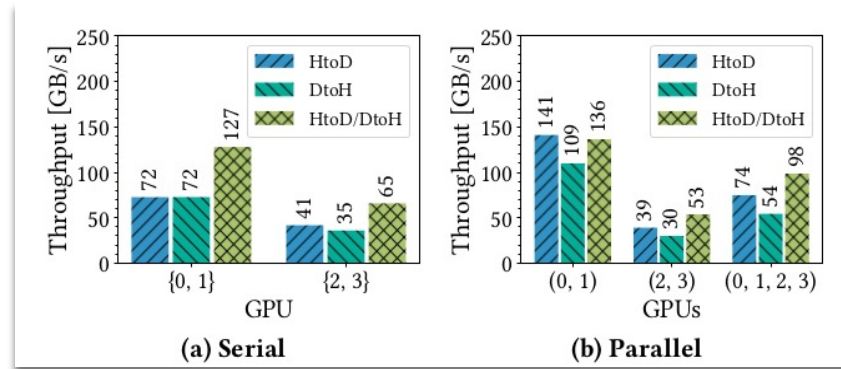 250
200
150
100
50
0
Throughput [GB/s]
HtoD
DtoH
HtoD/DtoH
72
72
127
41
35
65
{0, 1}
{2, 3}
GPU
(a) Serial
250
200
150
100
50
0
Throughput [GB/s]
HtoD
DtoH
HtoD/DtoH
141
109
136
39
30
53
74
54
98
(0, 1)
(2, 3)
(0, 1, 2, 3)
GPUs
(b) Parallel